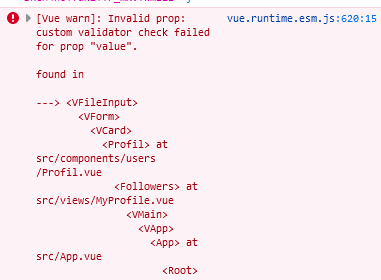 [Vue warn]: Invalid prop: vue.runtime.esm.js:620:15
custom validator check failed
for prop "value".
found in
---> <VFileInput>
<VForm>
<VCard>
<Profil> at
src/components/users
/Profil.vue
<Followers> at
src/views/MyProfile.vue
<VMain>
<VApp>
<App> at
src/App.vue
<Root>